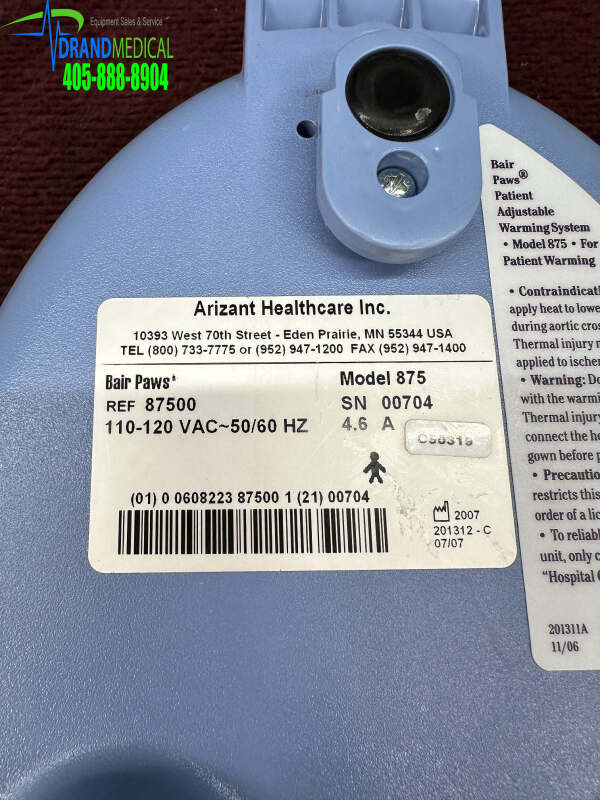 Equipment Sales & Service
DRANDMEDICAL
405-888-8904
Bair
Paws®
Patient
Adjustable
Warming System
• Model 875 • For
Patient Warming
• Contraindicati
apply heat to lowe
during aortic cros
Thermal injury
applied to ischer
• Warning: Do
with the warmi
Thermal injury
connect the
gown before
• Precautio
restricts this
order of a lic
• To reliabl
unit, only c
"Hospital
201311A
11/06
Arizant Healthcare Inc.
10393 West 70th Street - Eden Prairie, MN 55344 USA
TEL (800) 733-7775 or (952) 947-1200 FAX (952) 947-1400
Bair Paws
Model 875
REF 87500
SN 00704
110-120 VAC~50/60 HZ
4.6 A
C50319
(01) 0 0608223 87500 1 (21) 00704
2007
201312 - C
07/07